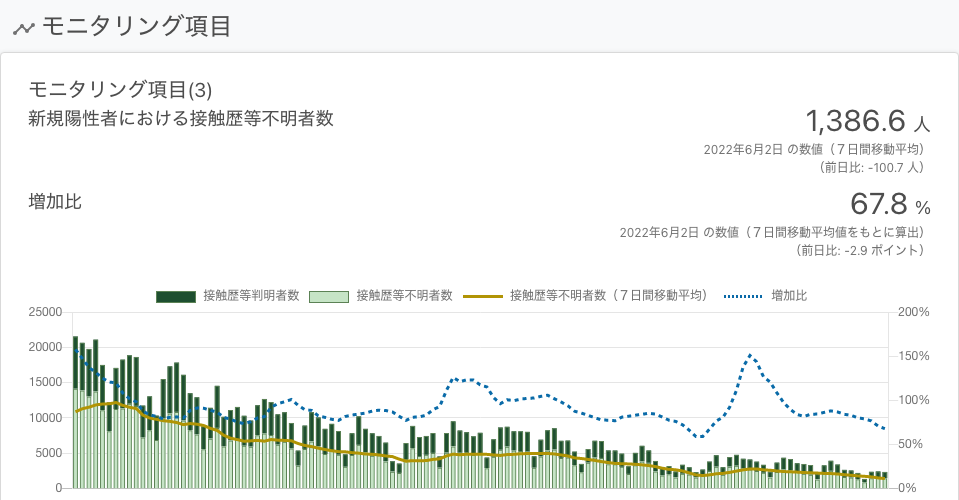 モニタリング項目
モニタリング項目(3)
新規陽性者における接触歴等不明者数
1,386.6 人
2022年6月2日 の数値（７日間移動平均）
（前日比: -100.7 人）
増加比
67.8 %
2022年6月2日 の数値（７日間移動平均値をもとに算出）
（前日比: -2.9 ポイント）
接触歴等判明者数 接触歴等不明者数 接触歴等不明者数（７日間移動平均） 増加比
25000 200%
20000
150%
15000
100%
10000
50%
5000
0 0%